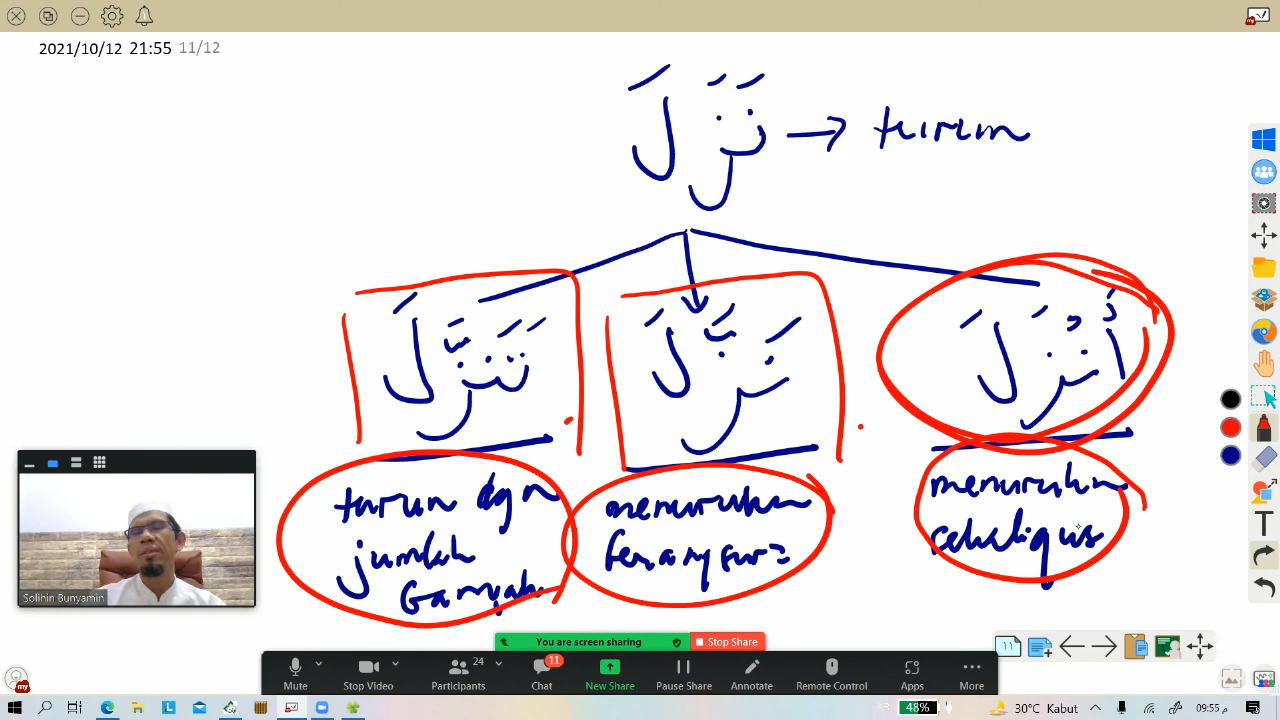 2021/10/12 21:55 11/12
نَزَلَ → turun
أَنْزَلَ
نَزَّلَ
تَنَزَّلَ
menurukn
sekaligus
menurukan
berangsur2
turun dgn
jumlah
banyak
Solihin Bunyamin
You are screen sharing
Stop Share
Mute
Stop Video
24
Participants
11
Chat
New Share
Pause Share
Annotate
Remote Control
Apps
More
48%
30°C Kabut
09:55 م